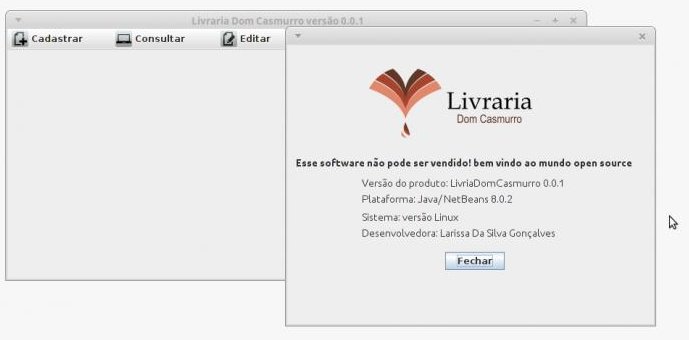 Livraria Dom Casmurro versão 0.0.1
Cadastrar Consultar Editar
Livraria
Dom Casmurro
Esse software não pode ser vendido! bem vindo ao mundo open source
Versão do produto: LivriaDomCasmurro 0.0.1
Plataforma: Java/NetBeans 8.0.2
Sistema: versão Linux
Desenvolvedora: Larissa Da Silva Gonçalves
Fechar